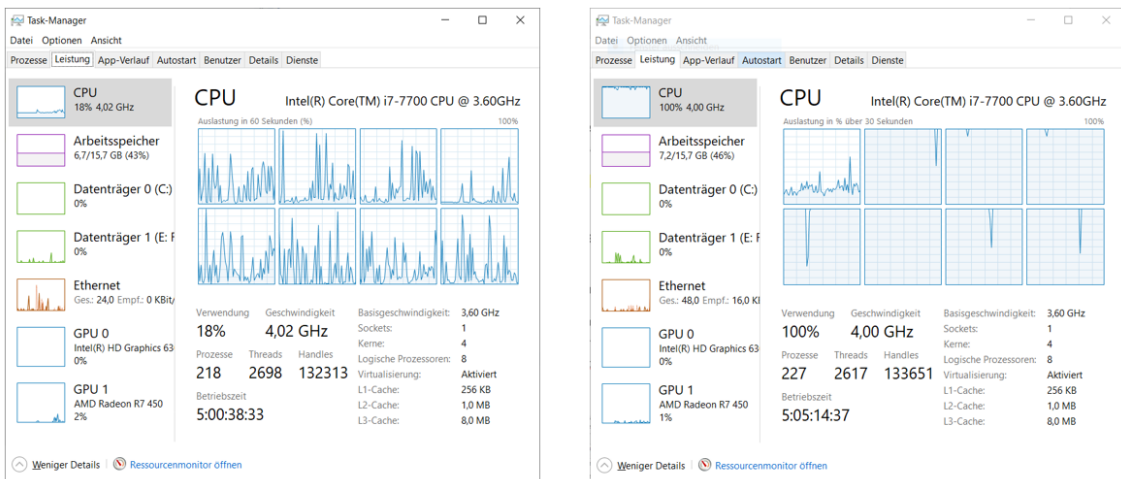 Task-Manager
Datei Optionen Ansicht
Prozesse Leistung App-Verlauf Autostart Benutzer Details Dienste
CPU
18% 4,02 GHz
Arbeitsspeicher
6,7/15,7 GB (43%)
Datenträger 0 (C:)
0%
Datenträger 1 (E: F
0%
Ethernet
Ges.: 24,0 Empf.: 0 KBit/
GPU 0
Intel(R) HD Graphics 63
0%
GPU 1
AMD Radeon R7 450
2%
CPU Intel(R) Core(TM) i7-7700 CPU @ 3.60GHz
Auslastung in 60 Sekunden (%) 100%
Verwendung Geschwindigkeit
18% 4,02 GHz
Prozesse Threads Handles
218 2698 132313
Betriebszeit
5:00:38:33
Basisgeschwindigkeit: 3,60 GHz
Sockets: 1
Kerne: 4
Logische Prozessoren: 8
Virtualisierung: Aktiviert
L1-Cache: 256 KB
L2-Cache: 1,0 MB
L3-Cache: 8,0 MB
Weniger Details Ressourcenmonitor öffnen
Task-Manager
Datei Optionen Ansicht
Prozesse Leistung App-Verlauf Autostart Benutzer Details Dienste
CPU
100% 4,00 GHz
Arbeitsspeicher
7,2/15,7 GB (46%)
Datenträger 0 (C:)
0%
Datenträger 1 (E: F
0%
Ethernet
Ges.: 48,0 Empf.: 16,0 KI
GPU 0
Intel(R) HD Graphics 63
0%
GPU 1
AMD Radeon R7 450
1%
CPU Intel(R) Core(TM) i7-7700 CPU @ 3.60GHz
Auslastung in % über 30 Sekunden 100%
Verwendung Geschwindigkeit
100% 4,00 GHz
Prozesse Threads Handles
227 2617 133651
Betriebszeit
5:05:14:37
Basisgeschwindigkeit: 3,60 GHz
Sockets: 1
Kerne: 4
Logische Prozessoren: 8
Virtualisierung: Aktiviert
L1-Cache: 256 KB
L2-Cache: 1,0 MB
L3-Cache: 8,0 MB
Weniger Details Ressourcenmonitor öffnen